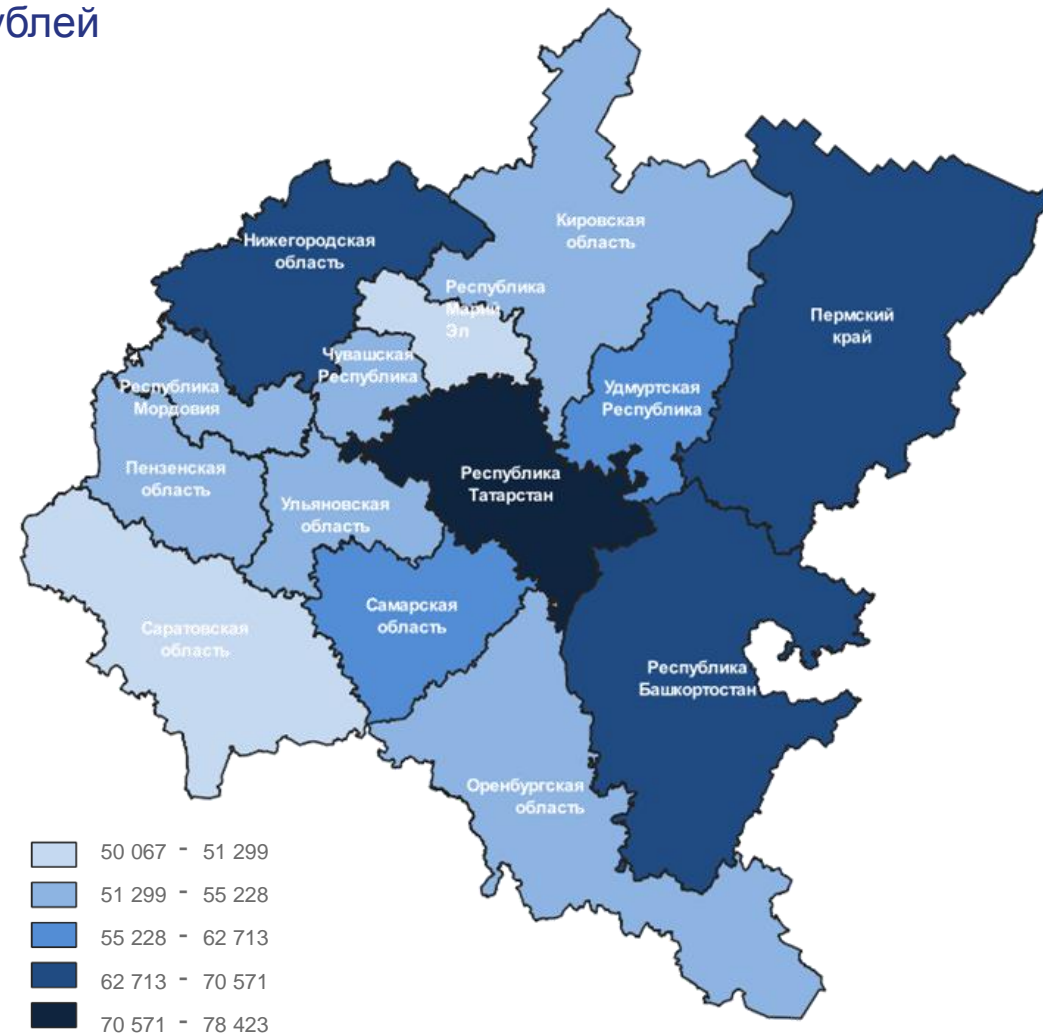 ублей
Кировская
область
Нижегородская
область
Республика
Марий
Эл
Пермский
край
Чувашская
Республика
Республика
Мордовия
Удмуртская
Республика
Пензенская
область
Республика
Татарстан
Ульяновская
область
Самарская
область
Саратовская
область
Республика
Башкортостан
Оренбургская
область
50 067 - 51 299
51 299 - 55 228
55 228 - 62 713
62 713 - 70 571
70 571 - 78 423